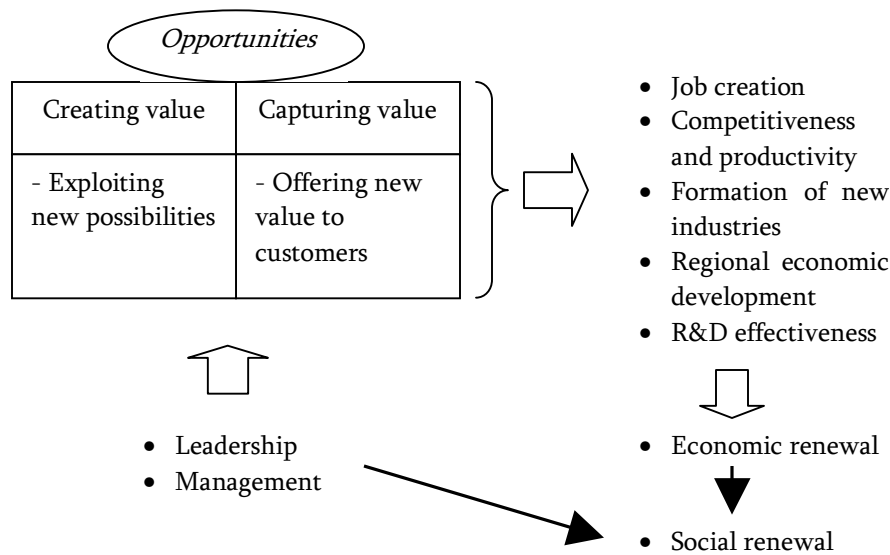 Opportunities
Creating value
Capturing value
- Exploiting
new possibilities
- Offering new
value to
customers
• Job creation
• Competitiveness
and productivity
• Formation of new
industries
• Regional economic
development
• R&D effectiveness
• Leadership
• Management
• Economic renewal
• Social renewal